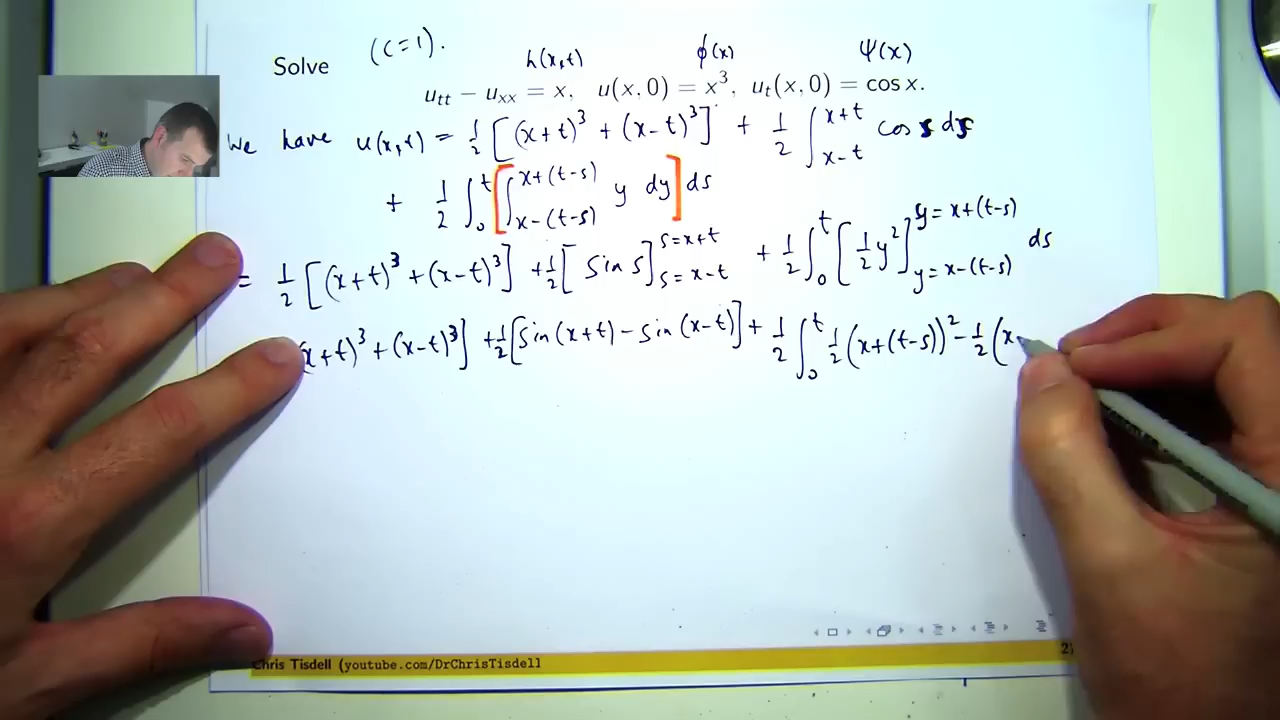 Solve (c=1).
h(x,t) ϕ(x) ψ(x)
u_tt − u_xx = x, u(x, 0) = x³, u_t(x, 0) = cos x.
We have u(x,t) = 1/2 [(x+t)³ + (x-t)³] + 1/2 ∫_{x-t}^{x+t} cos s ds
+ 1/2 ∫_0^t [∫_{x-(t-s)}^{x+(t-s)} y dy] ds
= 1/2 [(x+t)³ + (x-t)³] + 1/2 [sin s]_{s=x-t}^{s=x+t} + 1/2 ∫_0^t [1/2 y²]_{y=x-(t-s)}^{y=x+(t-s)} ds
(x+t)³ + (x-t)³] + 1/2 [sin(x+t) - sin(x-t)] + 1/2 ∫_0^t 1/2 (x+(t-s))² - 1/2 (x
Chris Tisdell (youtube.com/DrChrisTisdell